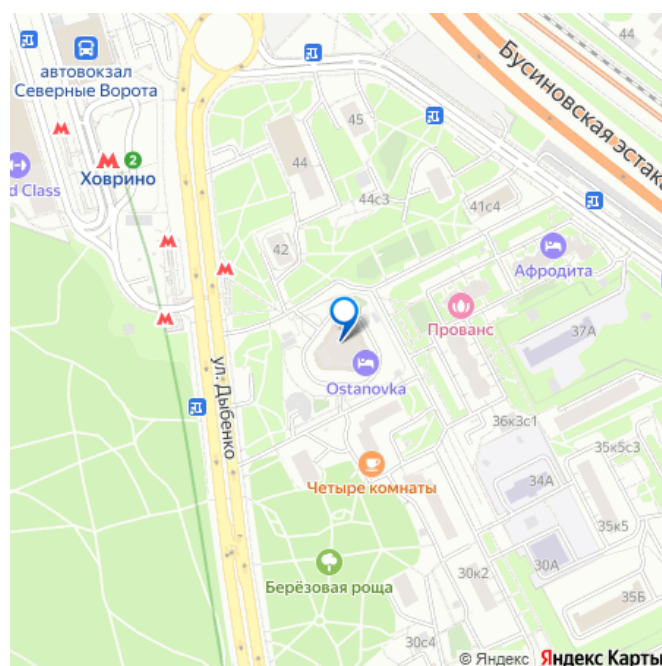 44
автовокзал
Северные Ворота
Бусиновская эстака
45
44
2
Ховрино
d Class
44с3
41с4
42
Афродита
Прованс
37А
ул. Дыбенко
Ostanovka
36к3с1
35к5с3
Четыре комнаты
34А
35к5
30А
Берёзовая роща
30к2
35Б
30с4
© Яндекс Яндекс Карты